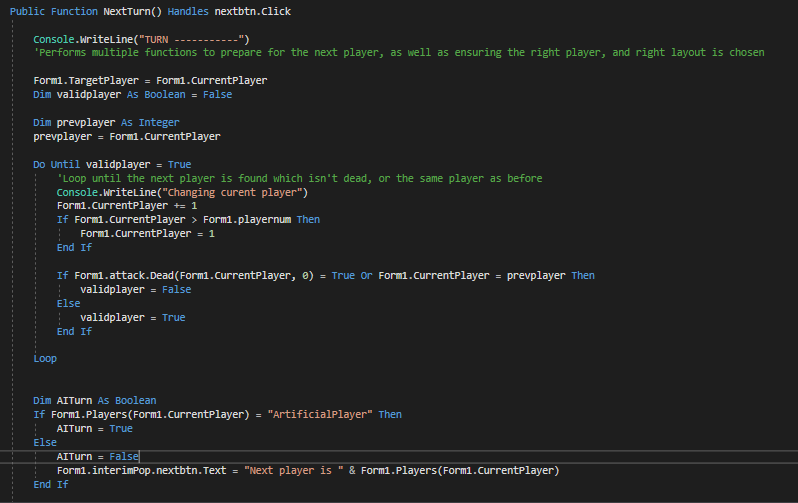 Public Function NextTurn() Handles nextbtn.Click
Console.WriteLine("TURN -----------")
'Performs multiple functions to prepare for the next player, as well as ensuring the right player, and right layout is chosen
Form1.TargetPlayer = Form1.CurrentPlayer
Dim validplayer As Boolean = False
Dim prevplayer As Integer
prevplayer = Form1.CurrentPlayer
Do Until validplayer = True
'Loop until the next player is found which isn't dead, or the same player as before
Console.WriteLine("Changing curent player")
Form1.CurrentPlayer += 1
If Form1.CurrentPlayer > Form1.playernum Then
Form1.CurrentPlayer = 1
End If
If Form1.attack.Dead(Form1.CurrentPlayer, 0) = True Or Form1.CurrentPlayer = prevplayer Then
validplayer = False
Else
validplayer = True
End If
Loop
Dim AITurn As Boolean
If Form1.Players(Form1.CurrentPlayer) = "ArtificialPlayer" Then
AITurn = True
Else
AITurn = False
Form1.interimPop.nextbtn.Text = "Next player is " & Form1.Players(Form1.CurrentPlayer)
End If